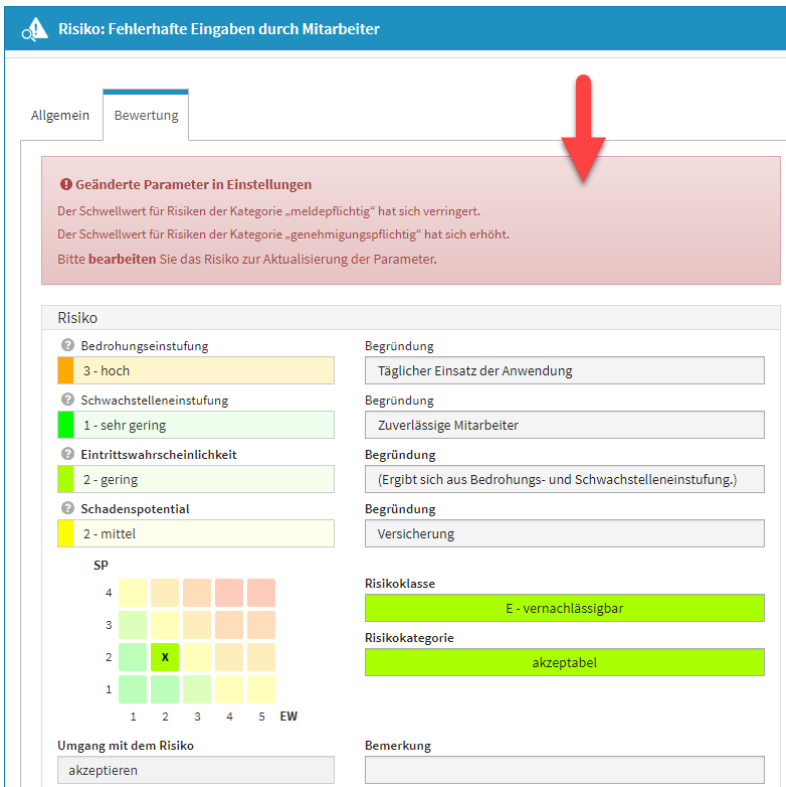 Risiko: Fehlerhafte Eingaben durch Mitarbeiter
Allgemein Bewertung
Geänderte Parameter in Einstellungen
Der Schwellwert für Risiken der Kategorie „meldepflichtig“ hat sich verringert.
Der Schwellwert für Risiken der Kategorie „genehmigungspflichtig“ hat sich erhöht.
Bitte bearbeiten Sie das Risiko zur Aktualisierung der Parameter.
Risiko
Bedrohungseinstufung Begründung
3 - hoch Täglicher Einsatz der Anwendung
Schwachstelleneinstufung Begründung
1 - sehr gering Zuverlässige Mitarbeiter
Eintrittswahrscheinlichkeit Begründung
2 - gering (Ergibt sich aus Bedrohungs- und Schwachstelleneinstufung.)
Schadenspotential Begründung
2 - mittel Versicherung
SP
4
3
2 X
1
1 2 3 4 5 EW
Risikoklasse
E - vernachlässigbar
Risikokategorie
akzeptabel
Umgang mit dem Risiko Bemerkung
akzeptieren